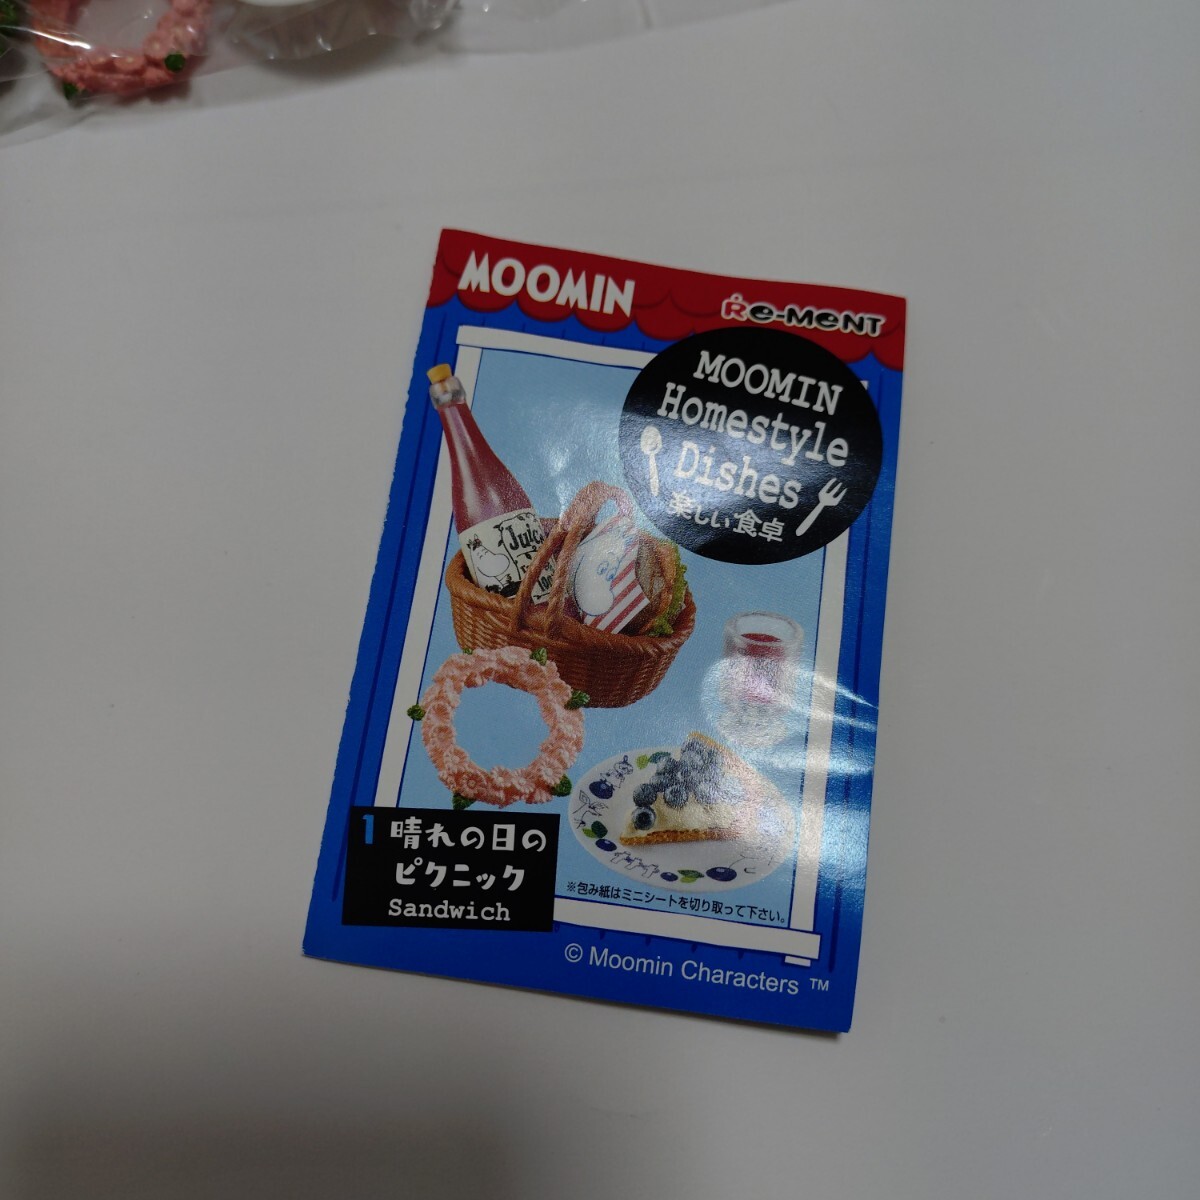 MOOMIN
Re-MeNT
MOOMIN
Homestyle
Dishes
楽しい食卓
Juice
1 晴れの日の
ピクニック
Sandwich
※包み紙はミニシートを切り取って下さい。
© Moomin Characters ™